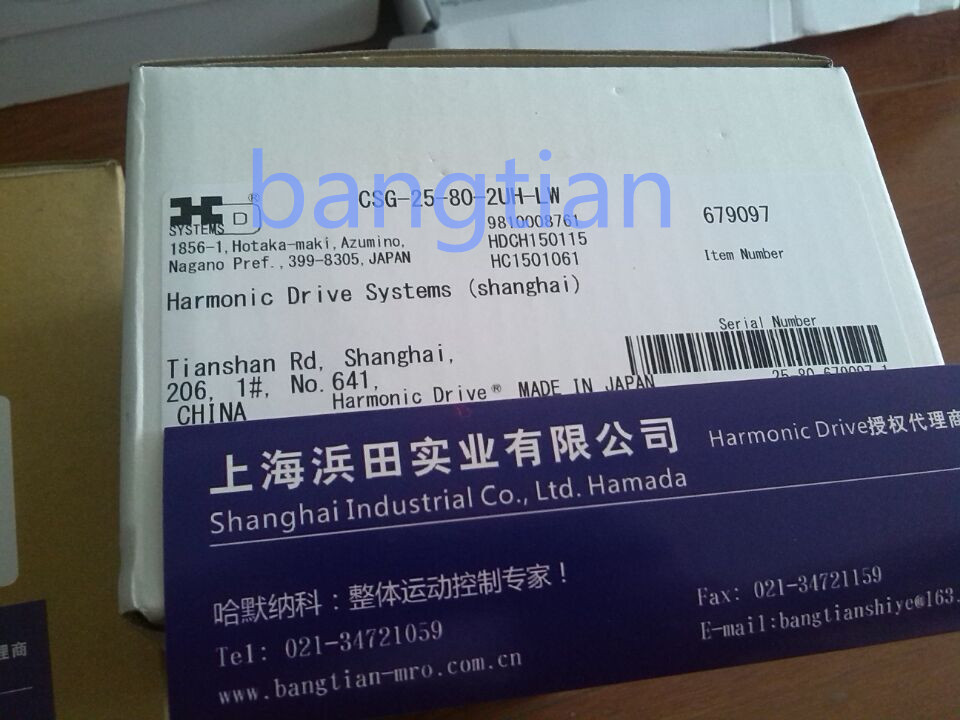 bangtian
CSG-25-80-2UH-LW
9810008761
HDCH150115
HC1501061
679097
Item Number
HD
®
SYSTEMS
1856-1, Hotaka-maki, Azumino,
Nagano Pref., 399-8305, JAPAN
Harmonic Drive Systems (shanghai)
Serial Number
Tianshan Rd, Shanghai,
206, 1#, No. 641,
CHINA
Harmonic Drive® MADE IN JAPAN
25-80 679097-1
上海浜田实业有限公司
Harmonic Drive授权代理商
Shanghai Industrial Co., Ltd. Hamada
哈默纳科：整体运动控制专家！
Tel: 021-34721059
Fax: 021-34721159
www.bangtian-mro.com.cn
E-mail:bangtianshiye@163.
理商